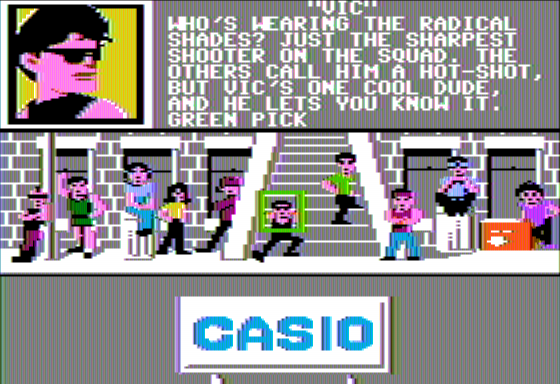 "VIC"
WHO'S WEARING THE RADICAL
SHADES? JUST THE SHARPEST
SHOOTER ON THE SQUAD. THE
OTHERS CALL HIM A HOT-SHOT,
BUT VIC'S ONE COOL DUDE,
AND HE LETS YOU KNOW IT.
GREEN PICK
CASIO